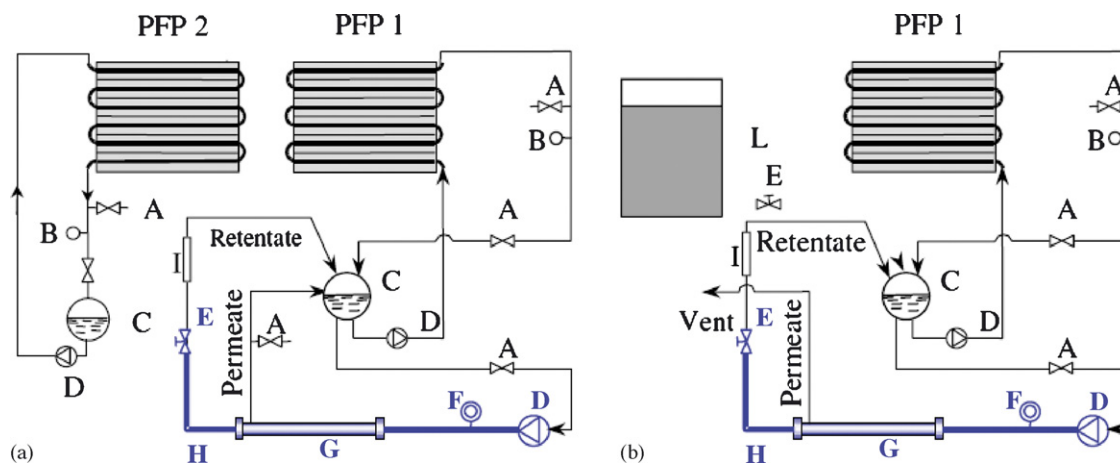 PFP 2
PFP 1
A
B
A
B
C
D
I
Retentate
A
C
D
E
Permeate
A
A
F
D
G
H
(a)
PFP 1
A
B
L
E
A
Retentate
I
C
D
Vent
E
Permeate
A
F
D
G
H
(b)